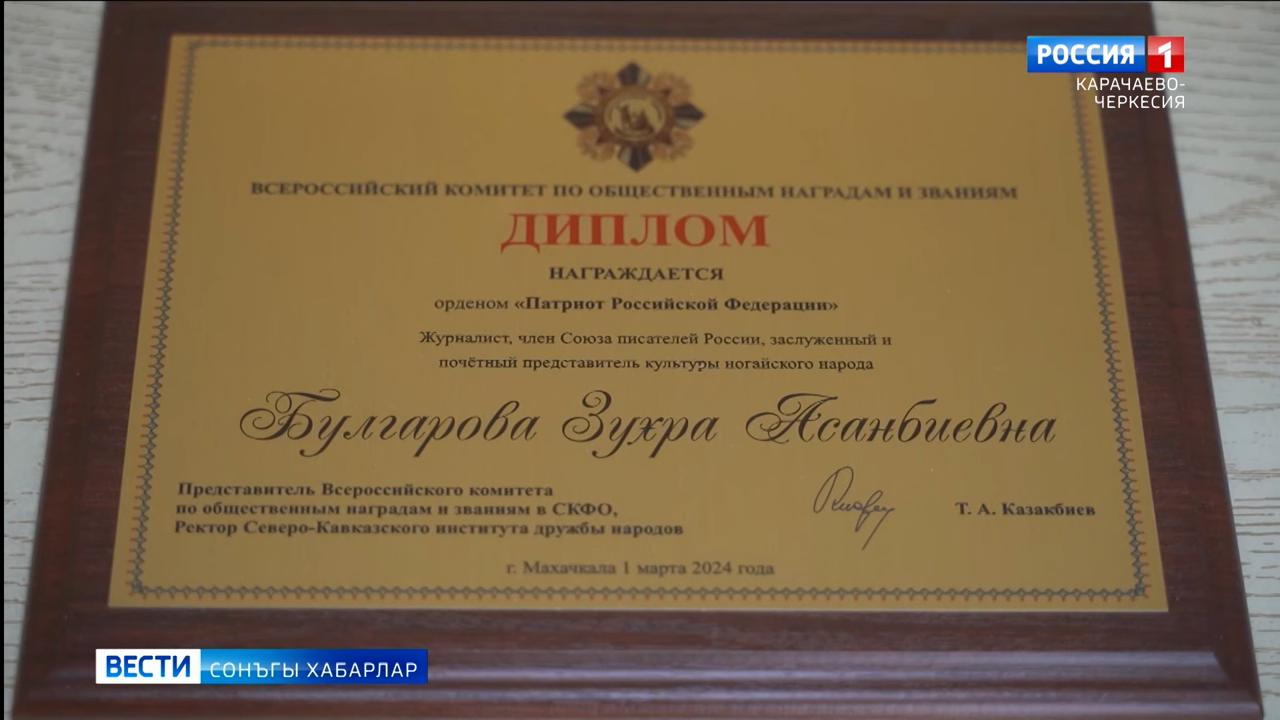 РОССИЯ 1
КАРАЧАЕВО-
ЧЕРКЕСИЯ
ВСЕРОССИЙСКИЙ КОМИТЕТ ПО ОБЩЕСТВЕННЫМ НАГРАДАМ И ЗВАНИЯМ
ДИПЛОМ
НАГРАЖДАЕТСЯ
орденом «Патриот Российской Федерации»
Журналист, член Союза писателей России, заслуженный и
почётный представитель культуры ногайского народа
Булгарова Зухра Асанбиевна
Представитель Всероссийского комитета
по общественным наградам и званиям в СКФО,
Ректор Северо-Кавказского института дружбы народов
Т. А. Казакбиев
г. Махачкала 1 марта 2024 года
ВЕСТИ СОНЪГЫ ХАБАРЛАР